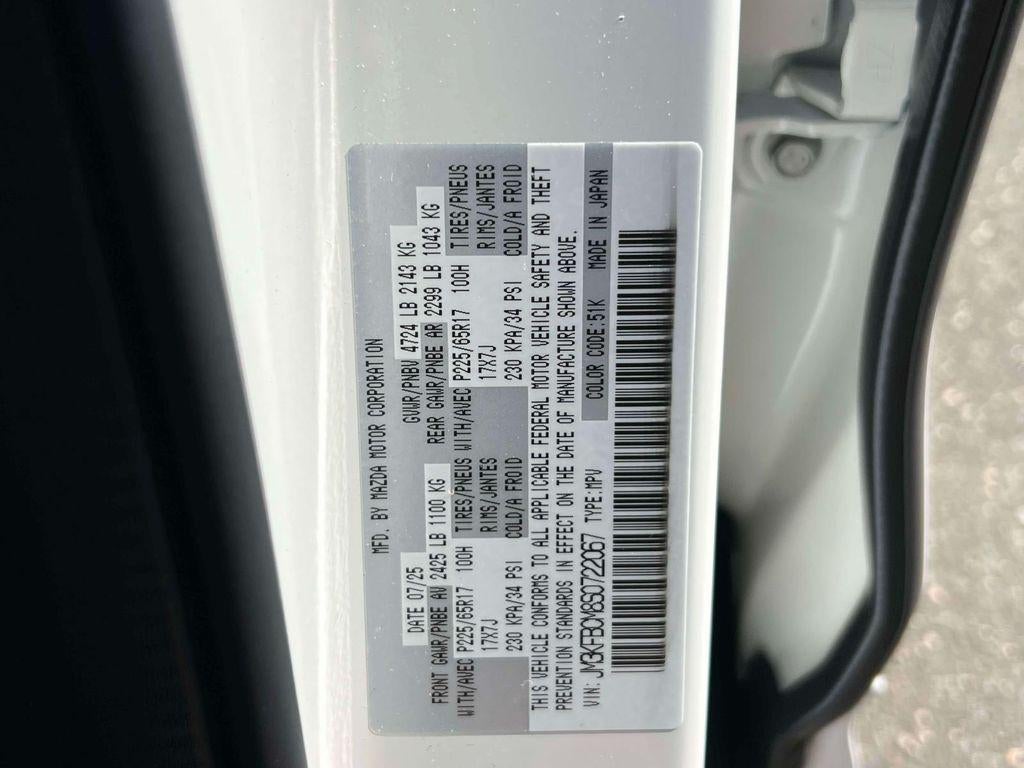 MFD. BY MAZDA MOTOR CORPORATION
DATE 07/25 GVWR/PNBV 4724 LB 2143 KG
FRONT GAWR/PNBE AV 2425 LB 1100 KG REAR GAWR/PNBE AR 2299 LB 1043 KG
WITH/AVEC P225/65R17 100H TIRES/PNEUS WITH/AVEC P225/65R17 100H TIRES/PNEUS
17X7J RIMS/JANTES 17X7J RIMS/JANTES
230 KPA/34 PSI COLD/A FROID 230 KPA/34 PSI COLD/A FROID
THIS VEHICLE CONFORMS TO ALL APPLICABLE FEDERAL MOTOR VEHICLE SAFETY AND THEFT
PREVENTION STANDARDS IN EFFECT ON THE DATE OF MANUFACTURE SHOWN ABOVE.
VIN: JM3KFBCM8S0722067 TYPE:MPV COLOR CODE:51K MADE IN JAPAN